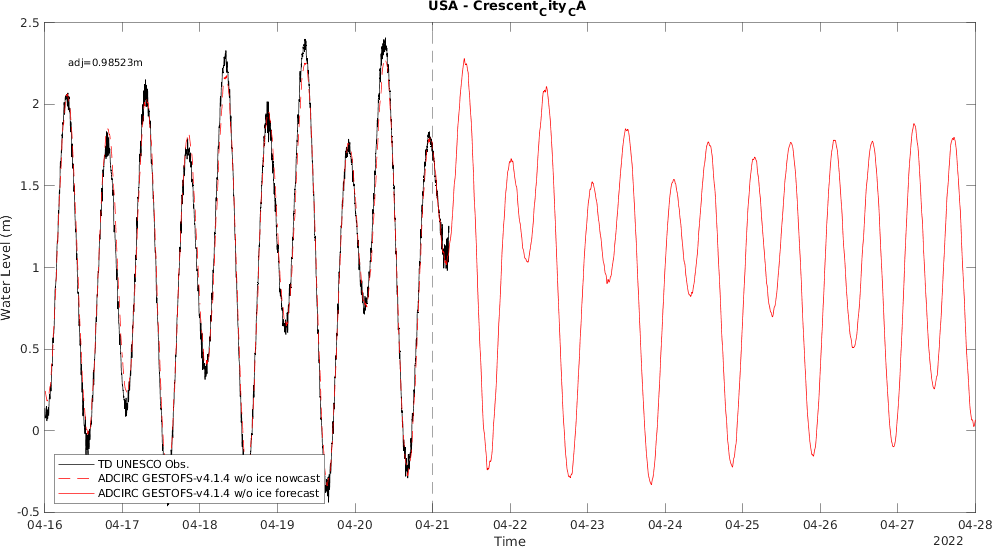 USA - Crescent_City_CA
adj=0.98523m
2.5
2
1.5
1
0.5
0
-0.5
Water Level (m)
TD UNESCO Obs.
ADCIRC GESTOFS-v4.1.4 w/o ice nowcast
ADCIRC GESTOFS-v4.1.4 w/o ice forecast
04-16 04-17 04-18 04-19 04-20 04-21 04-22 04-23 04-24 04-25 04-26 04-27 04-28
Time
2022